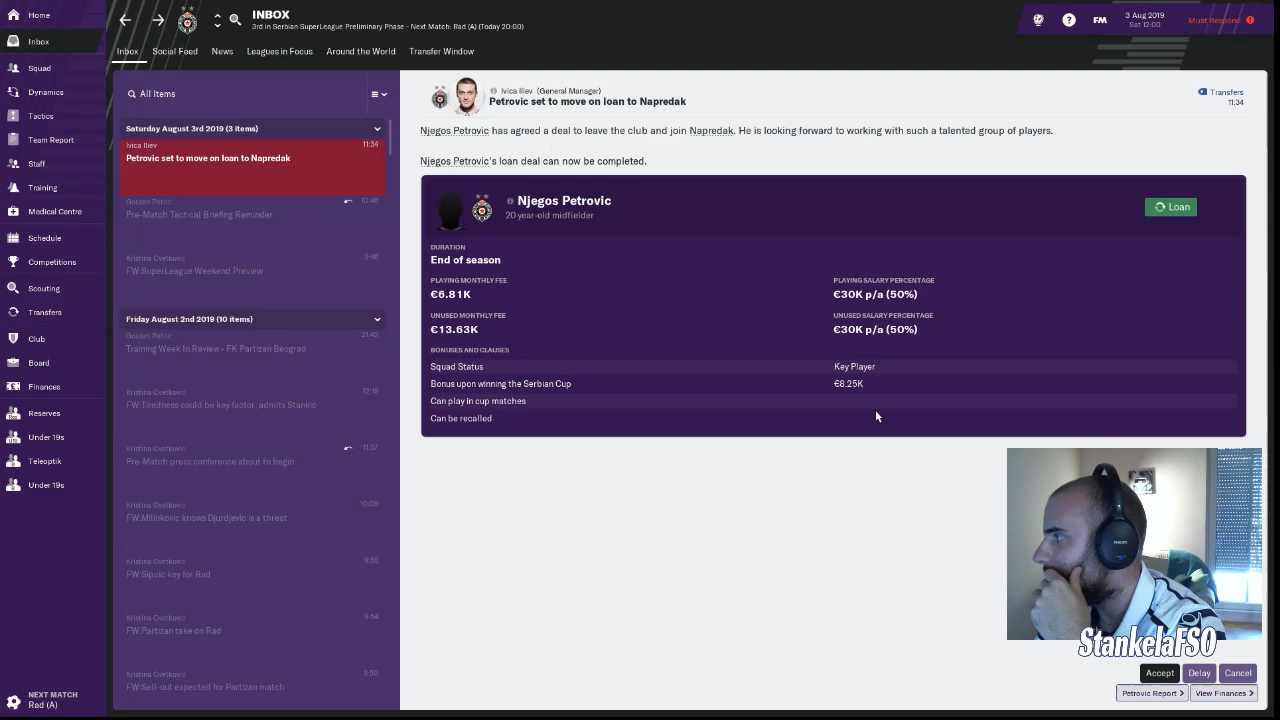 Home
Inbox
Squad
Dynamics
Tactics
Team Report
Staff
Training
Medical Centre
Schedule
Competitions
Scouting
Transfers
Club
Board
Finances
Reserves
Under 19s
Teleoptik
Under 19s
NEXT MATCH
Rad (A)
INBOX
3rd in Serbian SuperLeague Preliminary Phase - Next Match: Rad (A) (Today 20:00)
FM
3 Aug 2019
Sat 12:00
Must Respond
Inbox Social Feed News Leagues in Focus Around the World Transfer Window
All Items
Saturday August 3rd 2019 (3 items)
Ivica Iliev 11:34
Petrovic set to move on loan to Napredak
Gordan Petric 10:46
Pre-Match Tactical Briefing Reminder
Kristina Cvetkovic 9:46
FW:SuperLeague Weekend Preview
Friday August 2nd 2019 (10 items)
Gordan Petric 21:42
Training Week In Review - FK Partizan Beograd
Kristina Cvetkovic 12:19
FW:Tiredness could be key factor, admits Stankić
Kristina Cvetkovic 11:57
Pre-Match press conference about to begin
Kristina Cvetkovic 10:09
FW:Milinkovic knows Djurdjevic is a threat
Kristina Cvetkovic 9:55
FW:Sipcic key for Rad
Kristina Cvetkovic 9:54
FW:Partizan take on Rad
Kristina Cvetkovic 9:50
FW:Sell-out expected for Partizan match
Ivica Iliev (General Manager)
Petrovic set to move on loan to Napredak
Transfers
11:34
Njegos Petrovic has agreed a deal to leave the club and join Napredak. He is looking forward to working with such a talented group of players.
Njegos Petrovic's loan deal can now be completed.
Njegos Petrovic
20 year-old midfielder
Loan
DURATION
End of season
PLAYING MONTHLY FEE PLAYING SALARY PERCENTAGE
€6.81K €30K p/a (50%)
UNUSED MONTHLY FEE UNUSED SALARY PERCENTAGE
€13.63K €30K p/a (50%)
BONUSES AND CLAUSES
Squad Status Key Player
Bonus upon winning the Serbian Cup €8.25K
Can play in cup matches
Can be recalled
StankelaFSO
Accept Delay Cancel
Petrovic Report View Finances